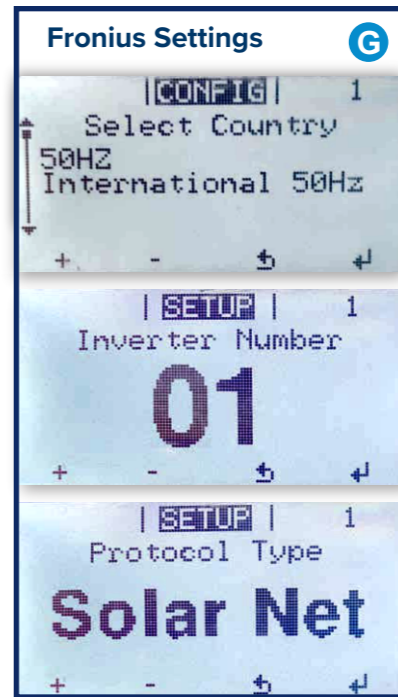 Fronius Settings
G
|CONFIG| 1
Select Country
50HZ
International 50Hz
+ - ↰ ↵
| SETUP | 1
Inverter Number
01
+ - ↰ ↵
| SETUP | 1
Protocol Type
Solar Net
+ - ↰ ↵